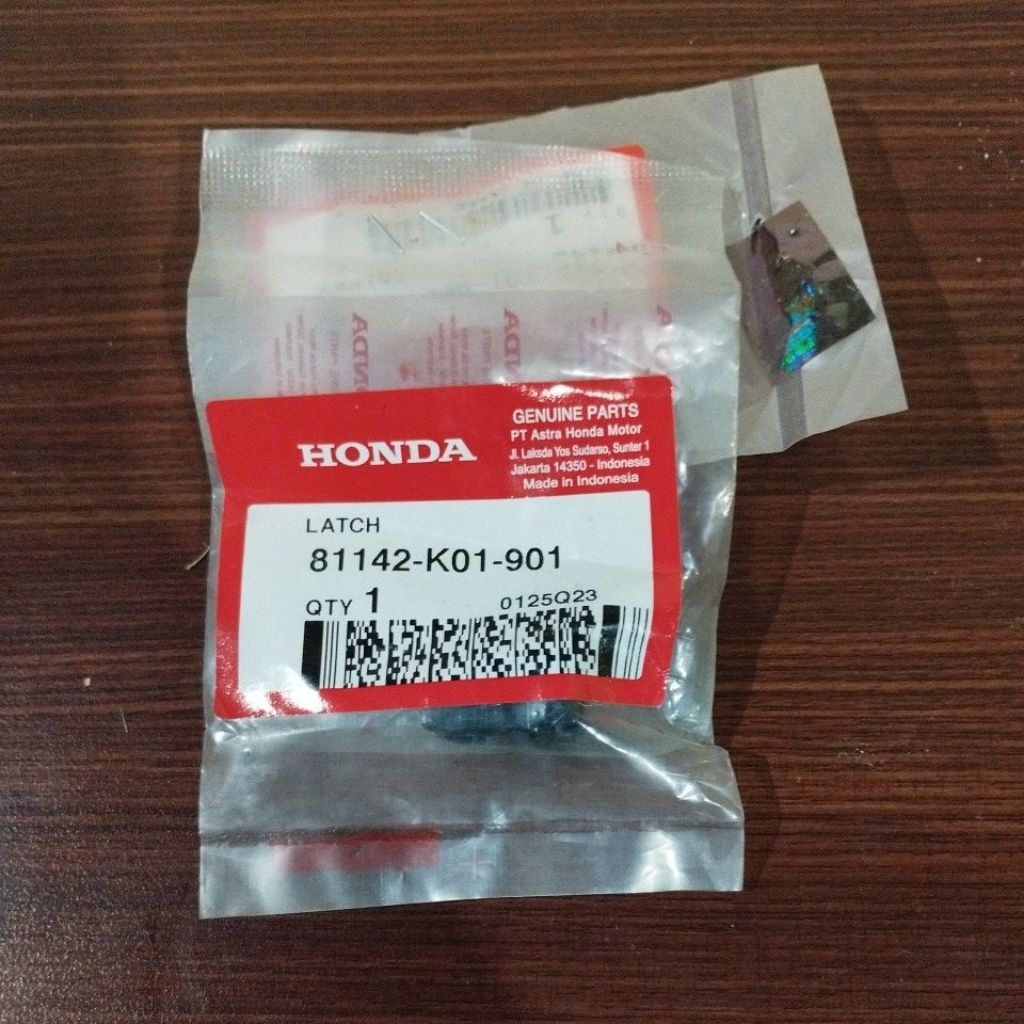 HONDA
GENUINE PARTS
PT Astra Honda Motor
Jl. Laksda Yos Sudarso, Sunter 1
Jakarta 14350 - Indonesia
Made in Indonesia
LATCH
81142-K01-901
QTY 1
0125Q23